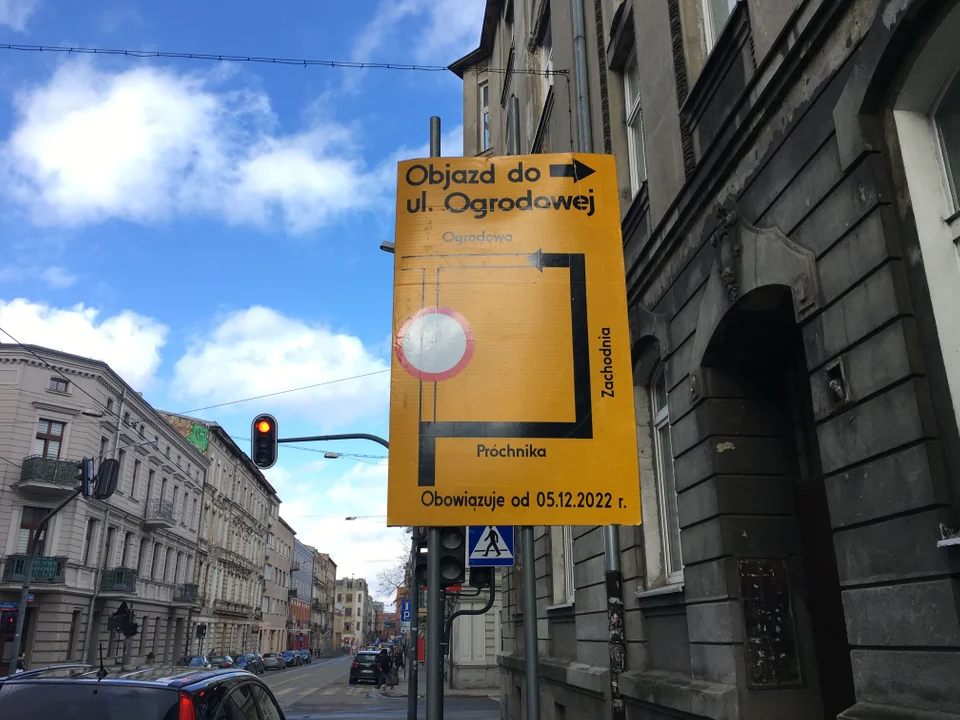 Objazd do
ul. Ogrodowej
Ogrodowa
Zachodnia
Próchnika
Obowiązuje od 05.12.2022 r.
P